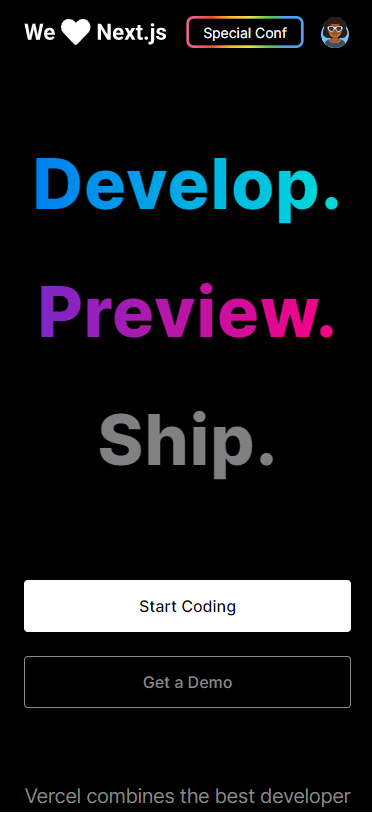 We Next.js
Special Conf
Develop.
Preview.
Ship.
Start Coding
Get a Demo
Vercel combines the best developer